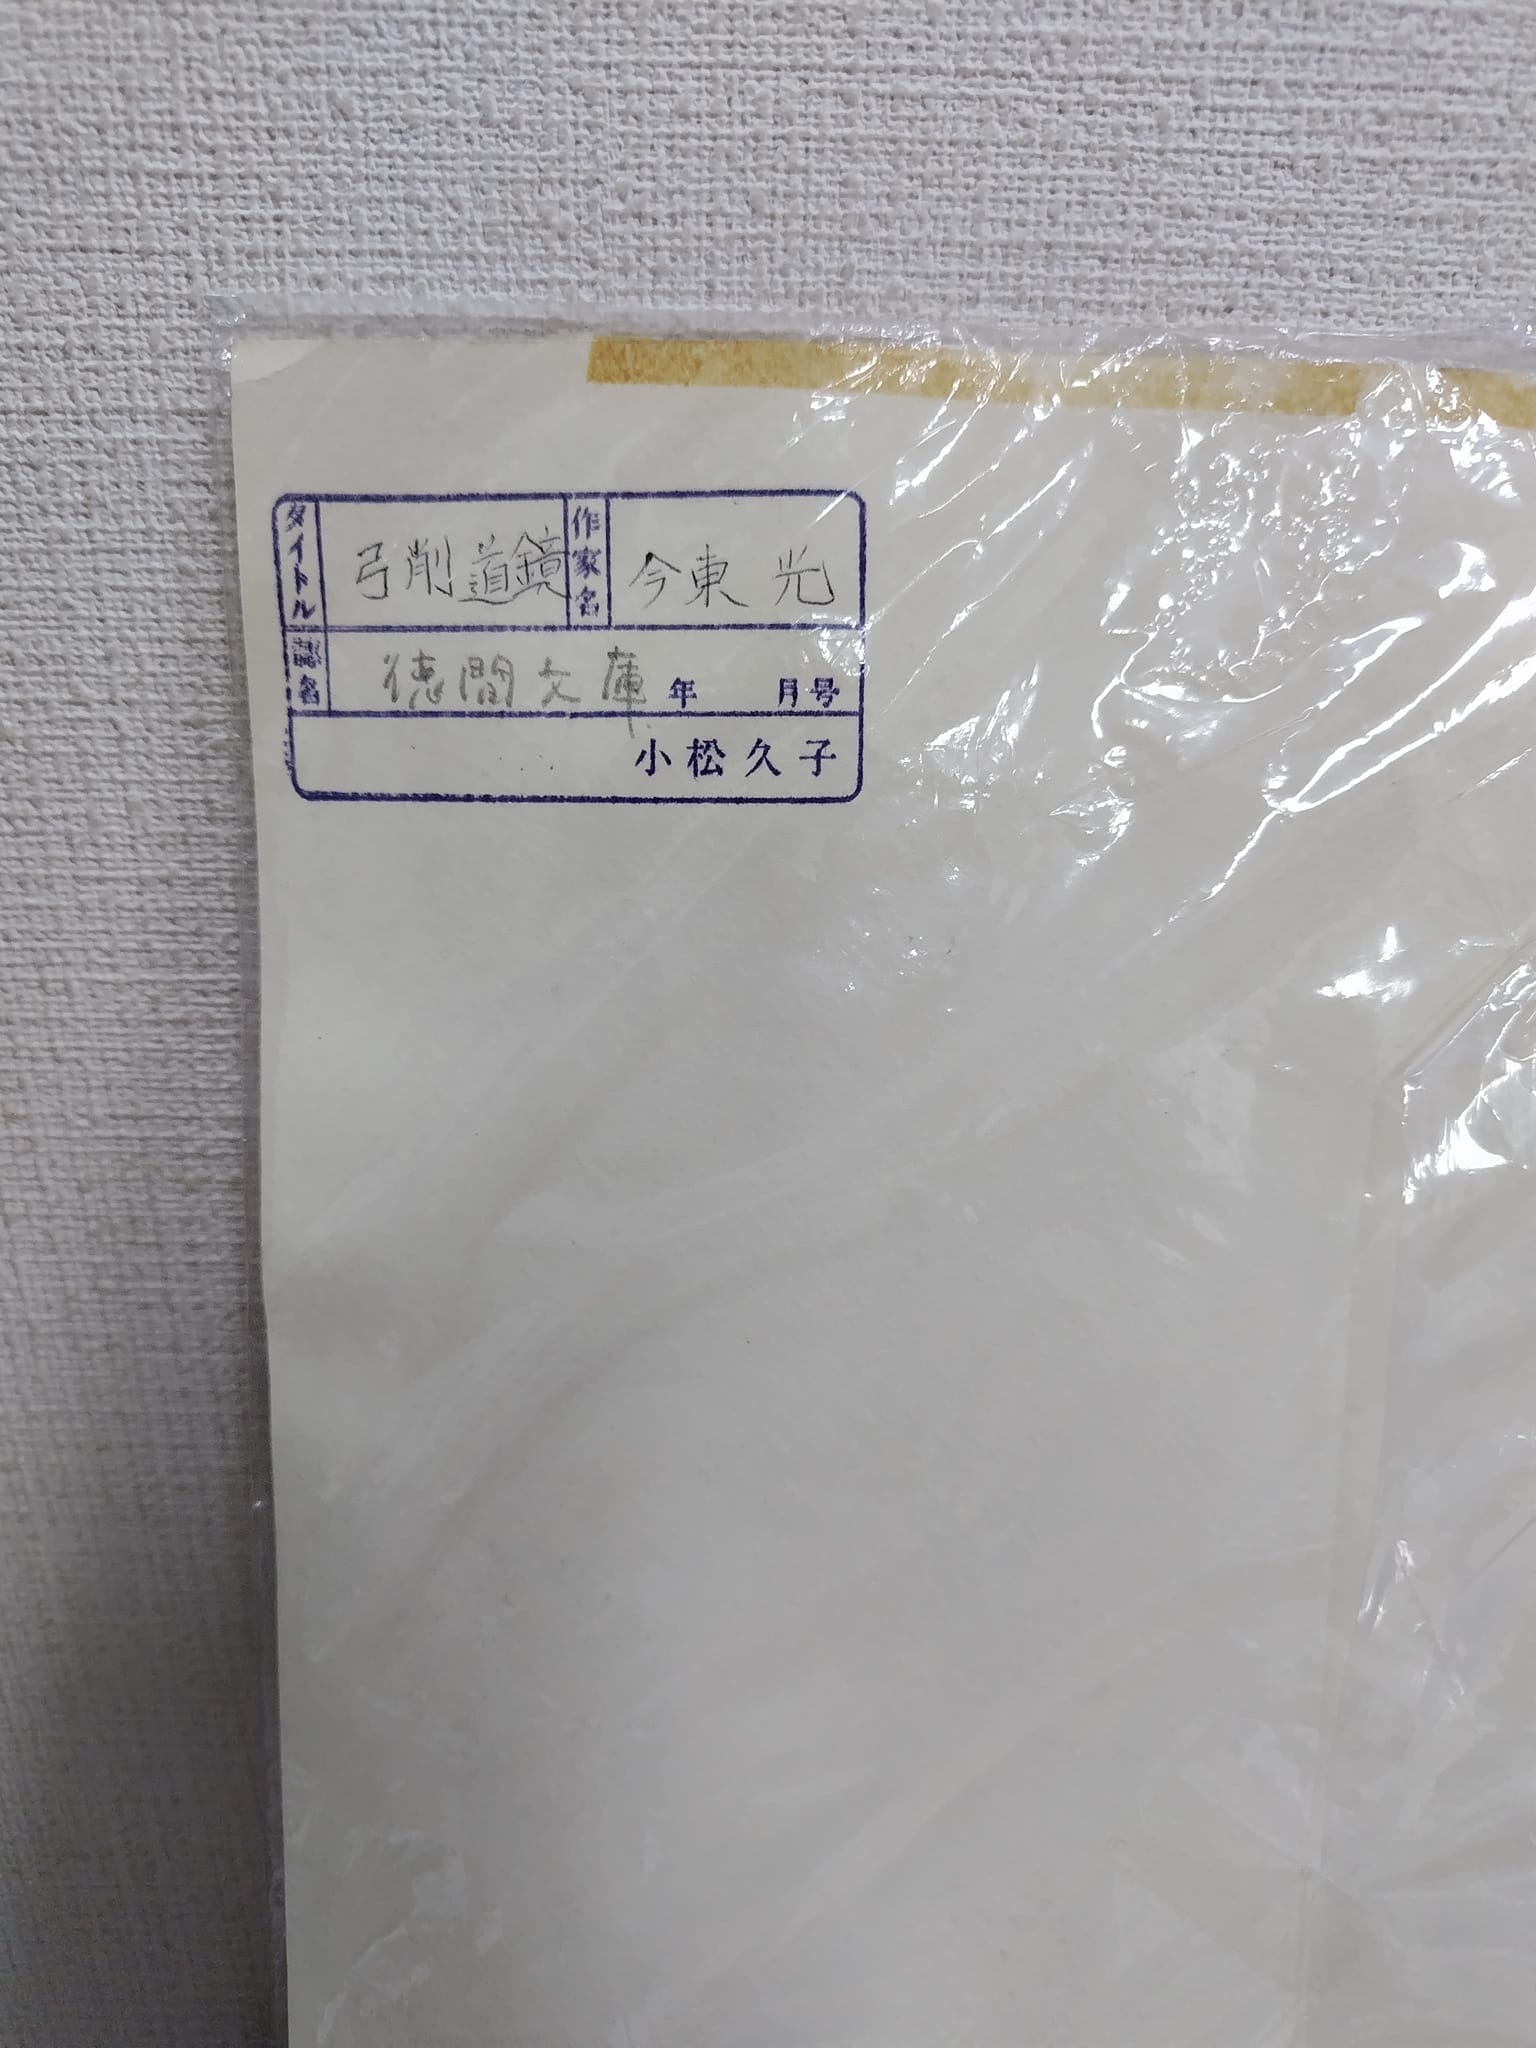 タイトル 弓削道鏡 作家名 今東光
誌名 徳間文庫 年 月号
小松久子